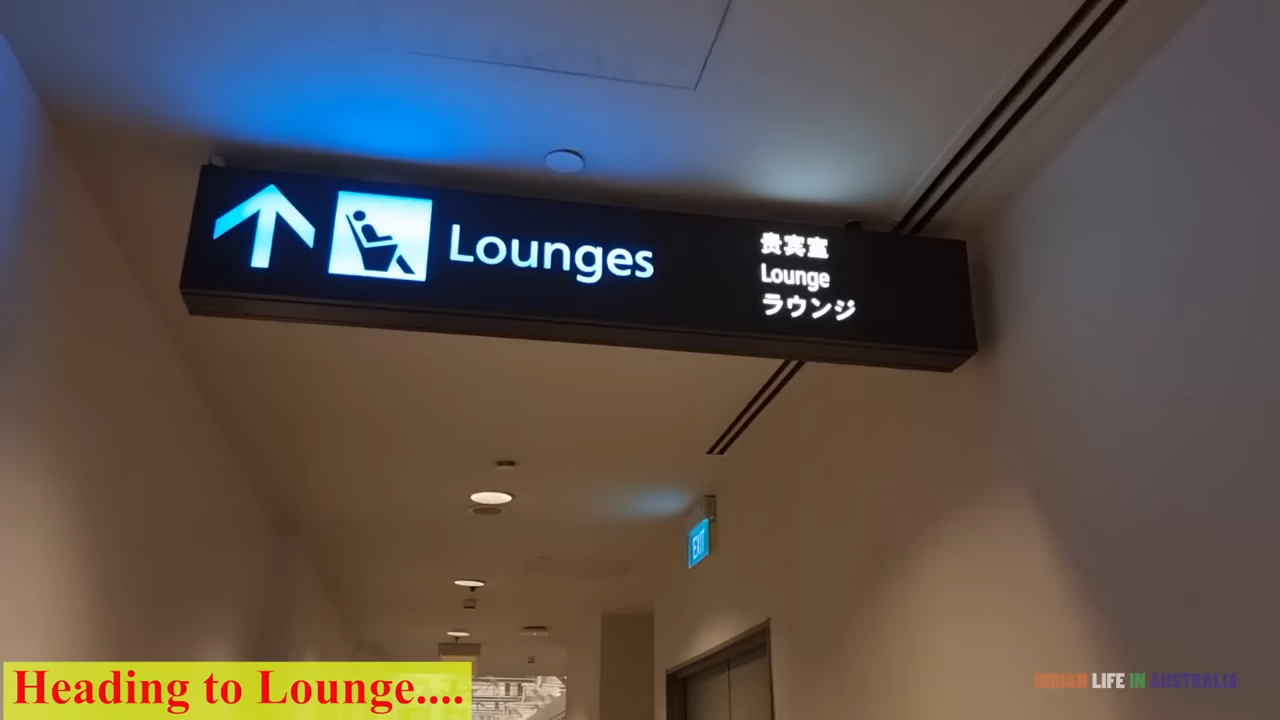 Lounges
贵宾室
Lounge
ラウンジ
EXIT
Heading to Lounge....
INDIAN LIFE IN AUSTRALIA